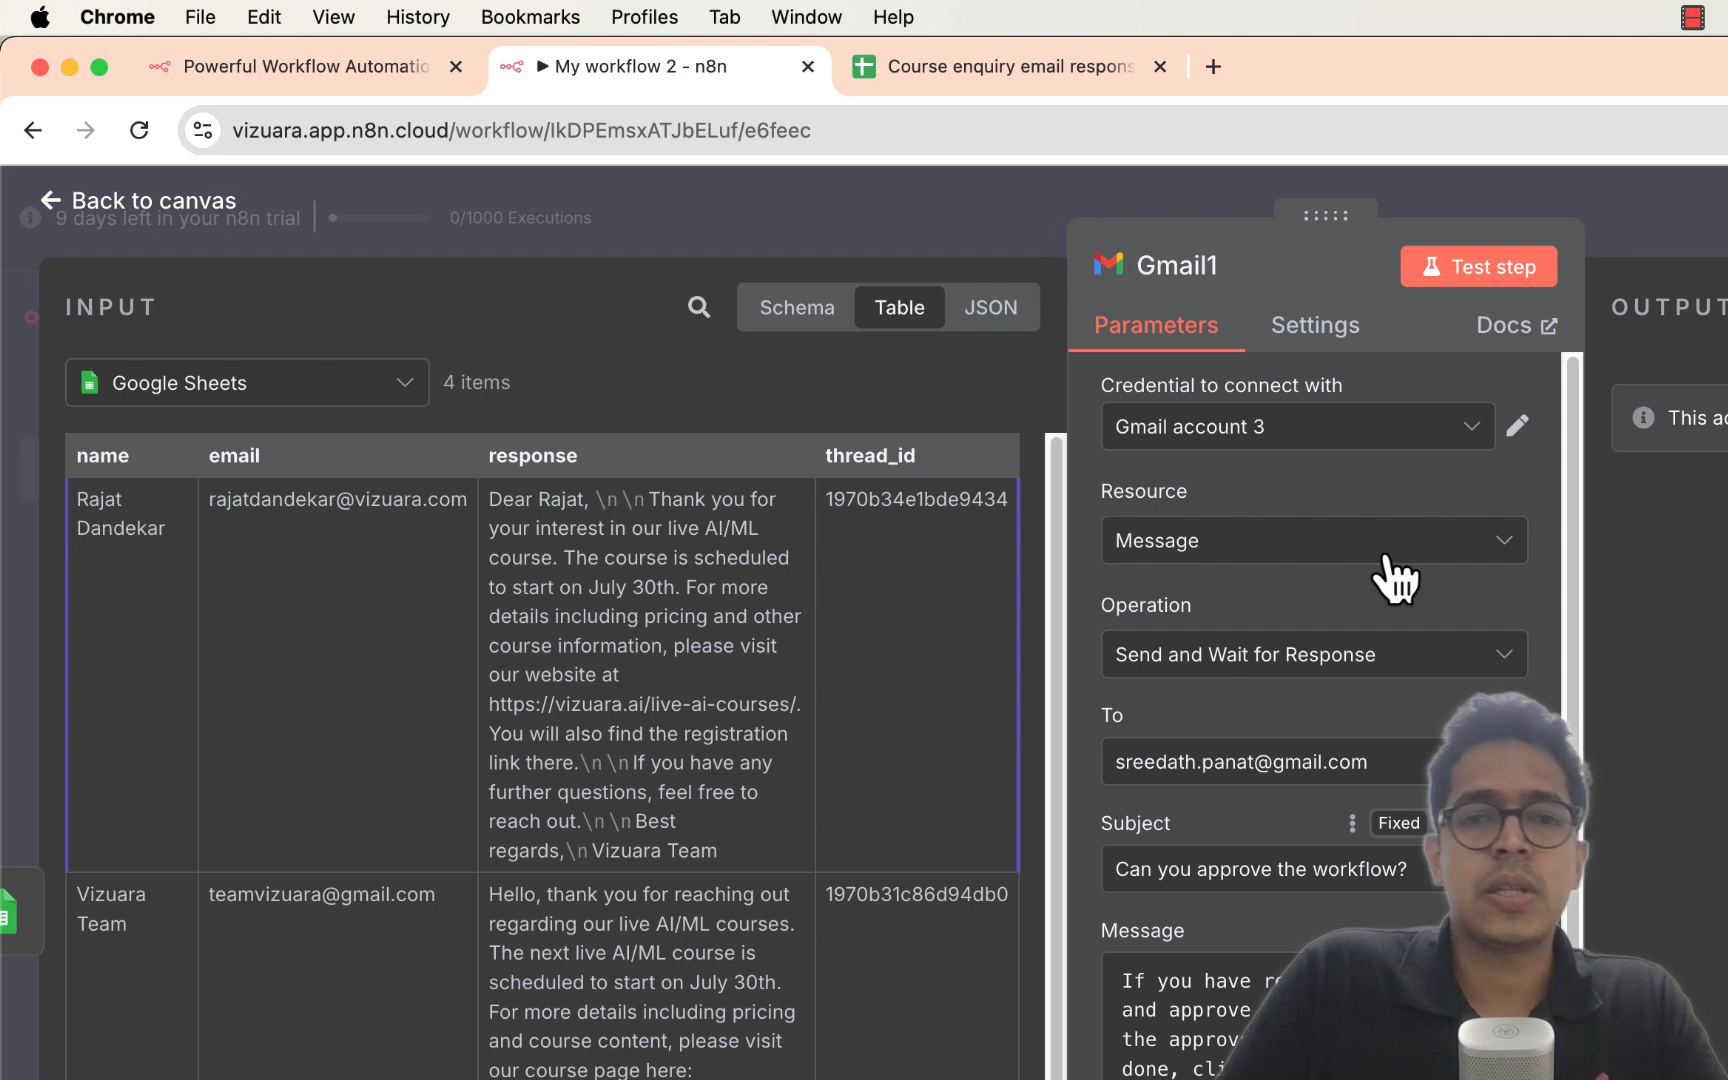 Chrome File Edit View History Bookmarks Profiles Tab Window Help
Powerful Workflow Automatio
My workflow 2 - n8n
Course enquiry email respons
vizuara.app.n8n.cloud/workflow/lkDPEmsxATJbELuf/e6feec
Back to canvas
9 days left in your n8n trial
0/1000 Executions
INPUT
Schema Table JSON
Google Sheets
4 items
name email response thread_id
Rajat
Dandekar
rajatdandekar@vizuara.com
Dear Rajat, \n \n Thank you for
your interest in our live AI/ML
course. The course is scheduled
to start on July 30th. For more
details including pricing and other
course information, please visit
our website at
https://vizuara.ai/live-ai-courses/.
You will also find the registration
link there.\n \n If you have any
further questions, feel free to
reach out.\n \n Best
regards,\n Vizuara Team
1970b34e1bde9434
Vizuara
Team
teamvizuara@gmail.com
Hello, thank you for reaching out
regarding our live AI/ML courses.
The next live AI/ML course is
scheduled to start on July 30th.
For more details including pricing
and course content, please visit
our course page here:
1970b31c86d94db0
Gmail1
Test step
Parameters Settings Docs
Credential to connect with
Gmail account 3
Resource
Message
Operation
Send and Wait for Response
To
sreedath.panat@gmail.com
Subject
Fixed
Can you approve the workflow?
Message
If you have re
and approve
the approv
done, cli
OUTPUT
This ac